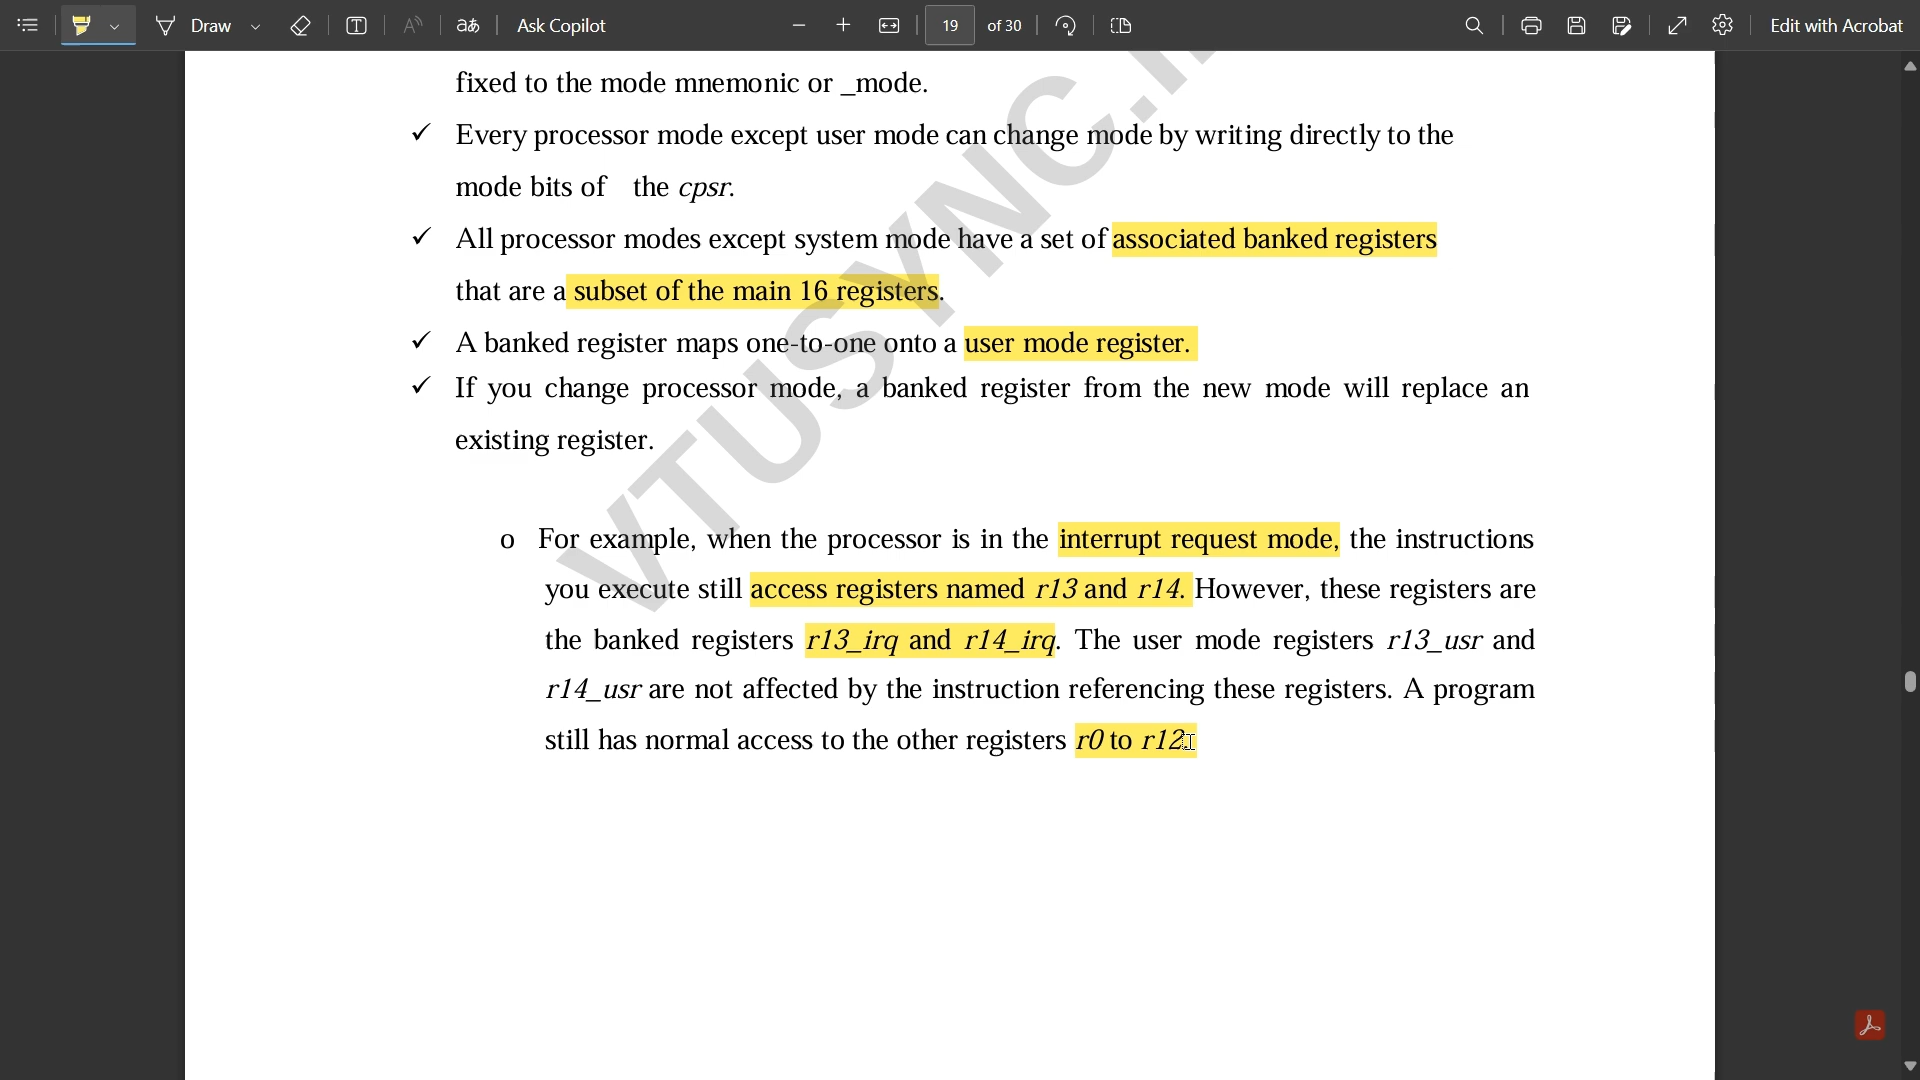 Draw
aあ
Ask Copilot
19 of 30
Edit with Acrobat
fixed to the mode mnemonic or _mode.
✓ Every processor mode except user mode can change mode by writing directly to the
mode bits of the cpsr.
✓ All processor modes except system mode have a set of associated banked registers
that are a subset of the main 16 registers.
✓ A banked register maps one-to-one onto a user mode register.
✓ If you change processor mode, a banked register from the new mode will replace an
existing register.
o For example, when the processor is in the interrupt request mode, the instructions
you execute still access registers named r13 and r14. However, these registers are
the banked registers r13_irq and r14_irq. The user mode registers r13_usr and
r14_usr are not affected by the instruction referencing these registers. A program
still has normal access to the other registers r0 to r12.